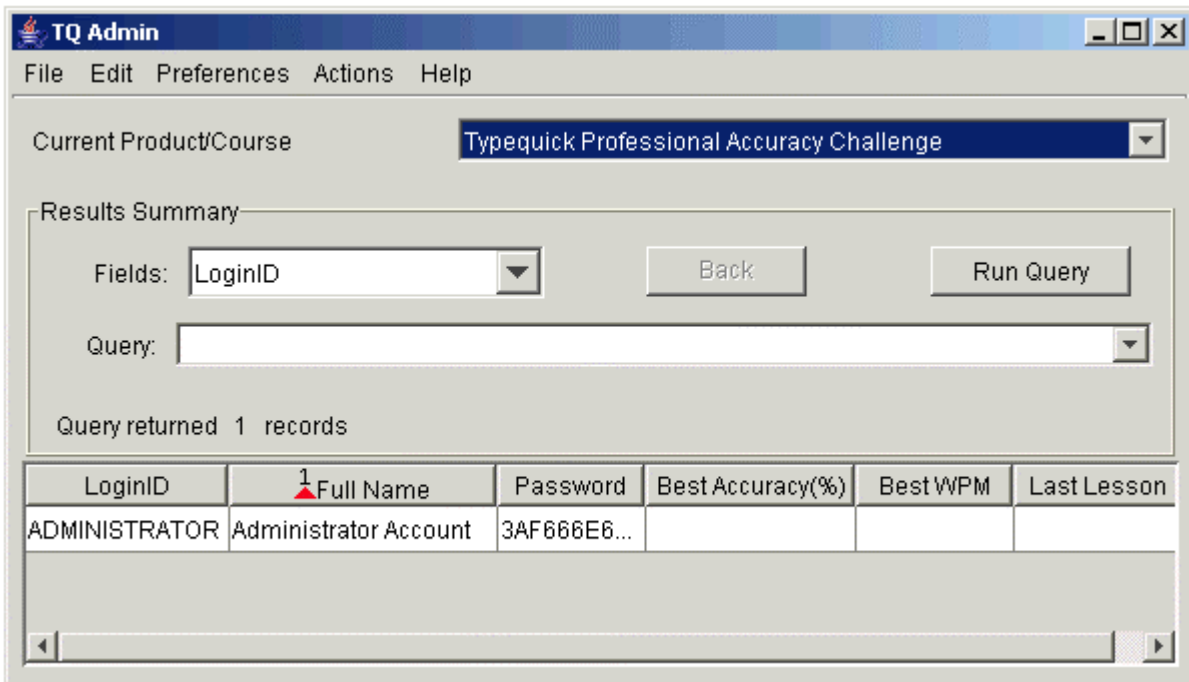 TQ Admin
File Edit Preferences Actions Help
Current Product/Course Typequick Professional Accuracy Challenge
Results Summary
Fields: LoginID Back Run Query
Query:
Query returned 1 records
LoginID 1 Full Name Password Best Accuracy(%) Best WPM Last Lesson
ADMINISTRATOR Administrator Account 3AF666E6...